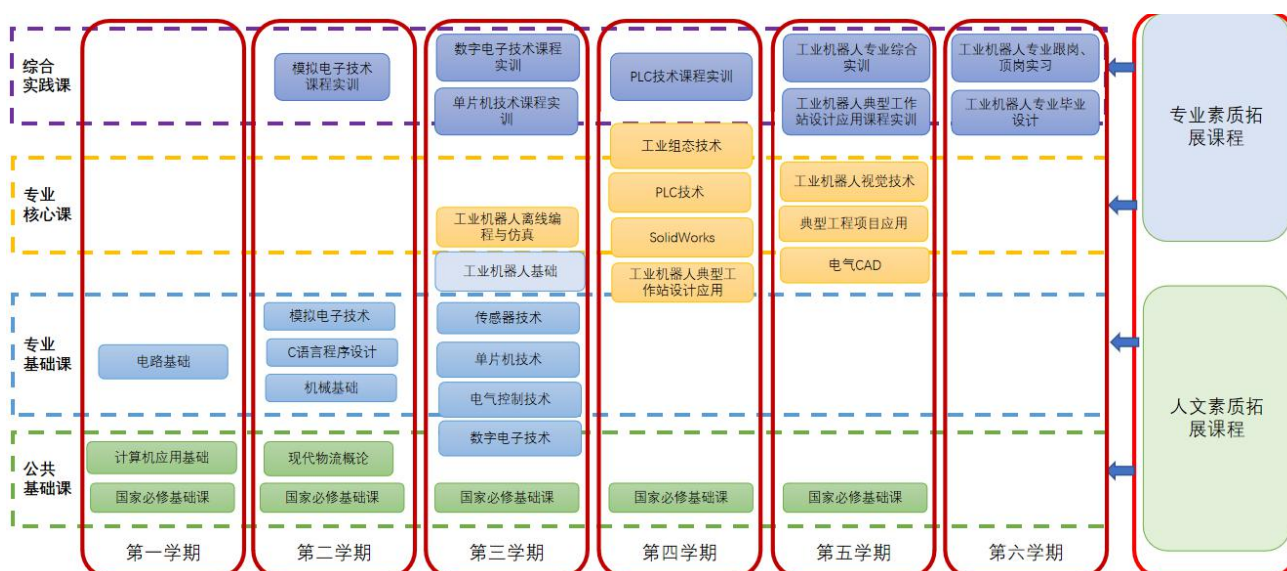 综合
实践课
模拟电子技术
课程实训
数字电子技术课程
实训
单片机技术课程实
训
PLC技术课程实训
工业机器人专业综合
实训
工业机器人典型工作
站设计应用课程实训
工业机器人专业跟岗、
顶岗实习
工业机器人专业毕业
设计
专业
核心课
工业机器人离线编
程与仿真
工业机器人基础
工业组态技术
PLC技术
SolidWorks
工业机器人典型工
作站设计应用
工业机器人视觉技术
典型工程项目应用
电气CAD
专业
基础课
电路基础
模拟电子技术
C语言程序设计
机械基础
传感器技术
单片机技术
电气控制技术
数字电子技术
公共
基础课
计算机应用基础
国家必修基础课
现代物流概论
国家必修基础课
国家必修基础课
国家必修基础课
国家必修基础课
第一学期
第二学期
第三学期
第四学期
第五学期
第六学期
专业素质拓
展课程
人文素质拓
展课程